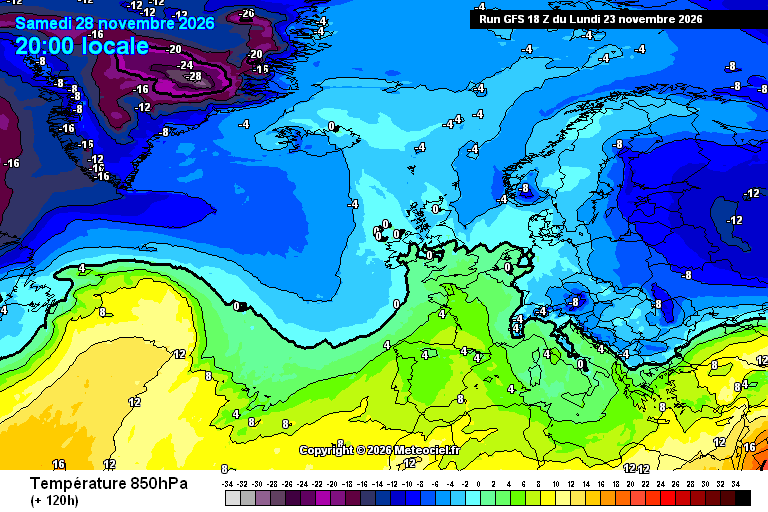 Samedi 28 novembre 2026
20:00 locale
Run GFS 18 Z du Lundi 23 novembre 2026
Copyright © 2026 Meteociel.fr
Température 850hPa
(+ 120h)
-34 -32 -30 -28 -26 -24 -22 -20 -18 -16 -14 -12 -10 -8 -6 -4 -2 0 2 4 6 8 10 12 14 16 18 20 22 24 26 28 30 32 34